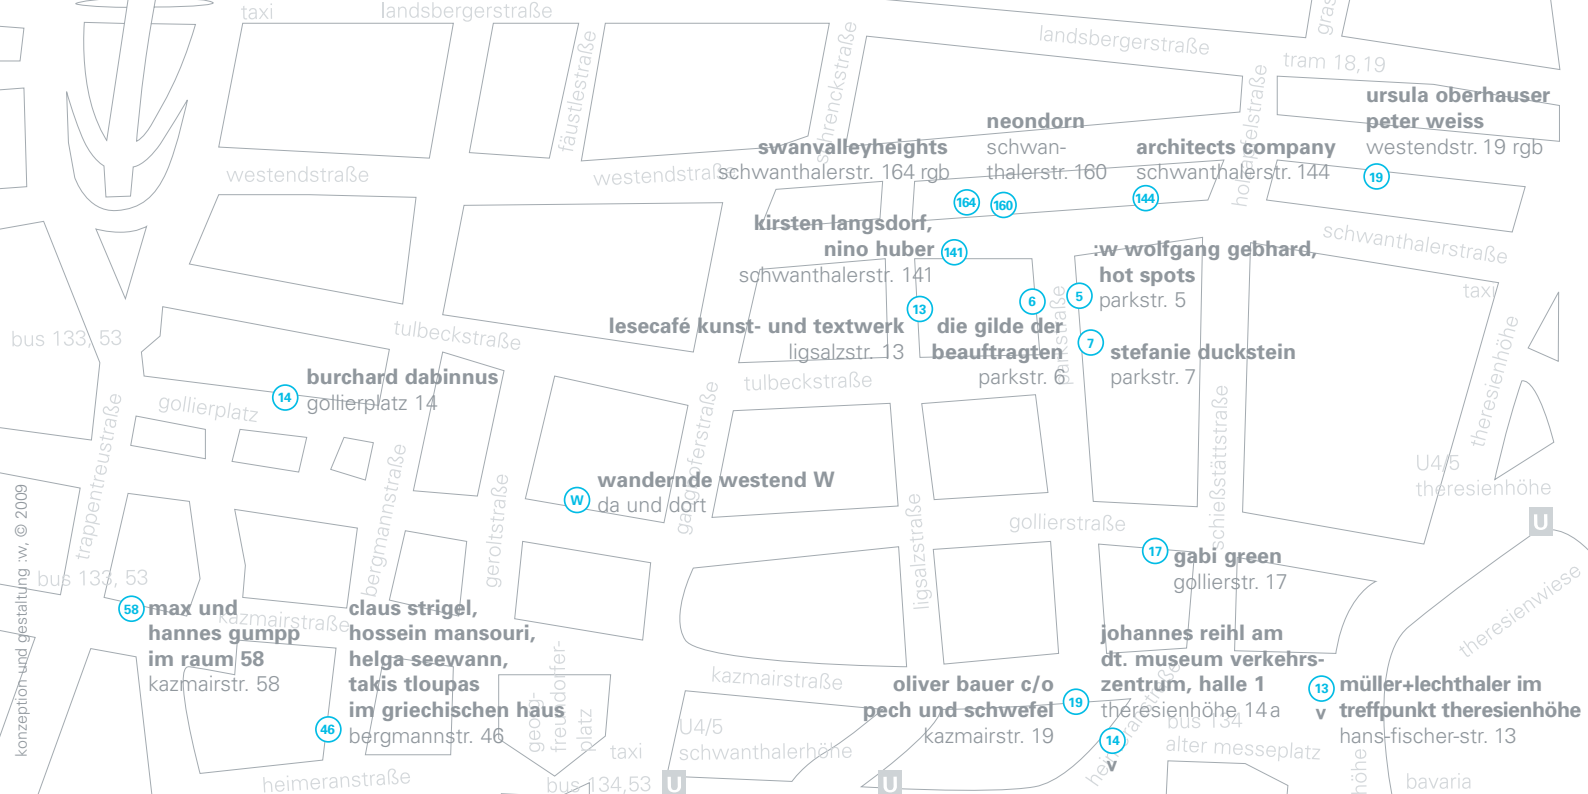 taxi
landsbergerstraße
landsbergerstraße
tram 18,19
fäustlestraße
schrenckstraße
holzapfelstraße
ursula oberhauser
peter weiss
westendstr. 19 rgb
19
neondorn
schwan-
thalerstr. 160
160
swanvalleyheights
schwanthalerstr. 164 rgb
164
architects company
schwanthalerstr. 144
144
westendstraße
westendstraße
kirsten langsdorf,
nino huber
schwanthalerstr. 141
141
:w wolfgang gebhard,
hot spots
parkstr. 5
5
schwanthalerstraße
taxi
theresienhöhe
bus 133, 53
tulbeckstraße
lesecafé kunst- und textwerk
ligsalzstr. 13
13
6
die gilde der
beauftragten
parkstr. 6
parkstraße
7
stefanie duckstein
parkstr. 7
tulbeckstraße
burchard dabinnus
gollierplatz 14
14
gollierplatz
trappentreustraße
bergmannstraße
geroltstraße
ganghoferstraße
schießstättstraße
ligsalzstraße
U4/5
theresienhöhe
U
wandernde westend W
da und dort
W
gollierstraße
17
gabi green
gollierstr. 17
theresienwiese
konzeption und gestaltung :w, © 2009
bus 133, 53
58
max und
hannes gumpp
im raum 58
kazmairstr. 58
kazmairstraße
claus strigel,
hossein mansouri,
helga seewann,
takis tloupas
im griechischen haus
bergmannstr. 46
46
heimeranstraße
georg-
freundorfer-
platz
taxi
bus 134,53
U
U4/5
schwanthalerhöhe
U
kazmairstraße
oliver bauer c/o
pech und schwefel
kazmairstr. 19
19
johannes reihl am
dt. museum verkehrs-
zentrum, halle 1
theresienhöhe 14a
14
v
heimeranstraße
bus 134
alter messeplatz
13
v
müller+lechthaler im
treffpunkt theresienhöhe
hans-fischer-str. 13
bavaria